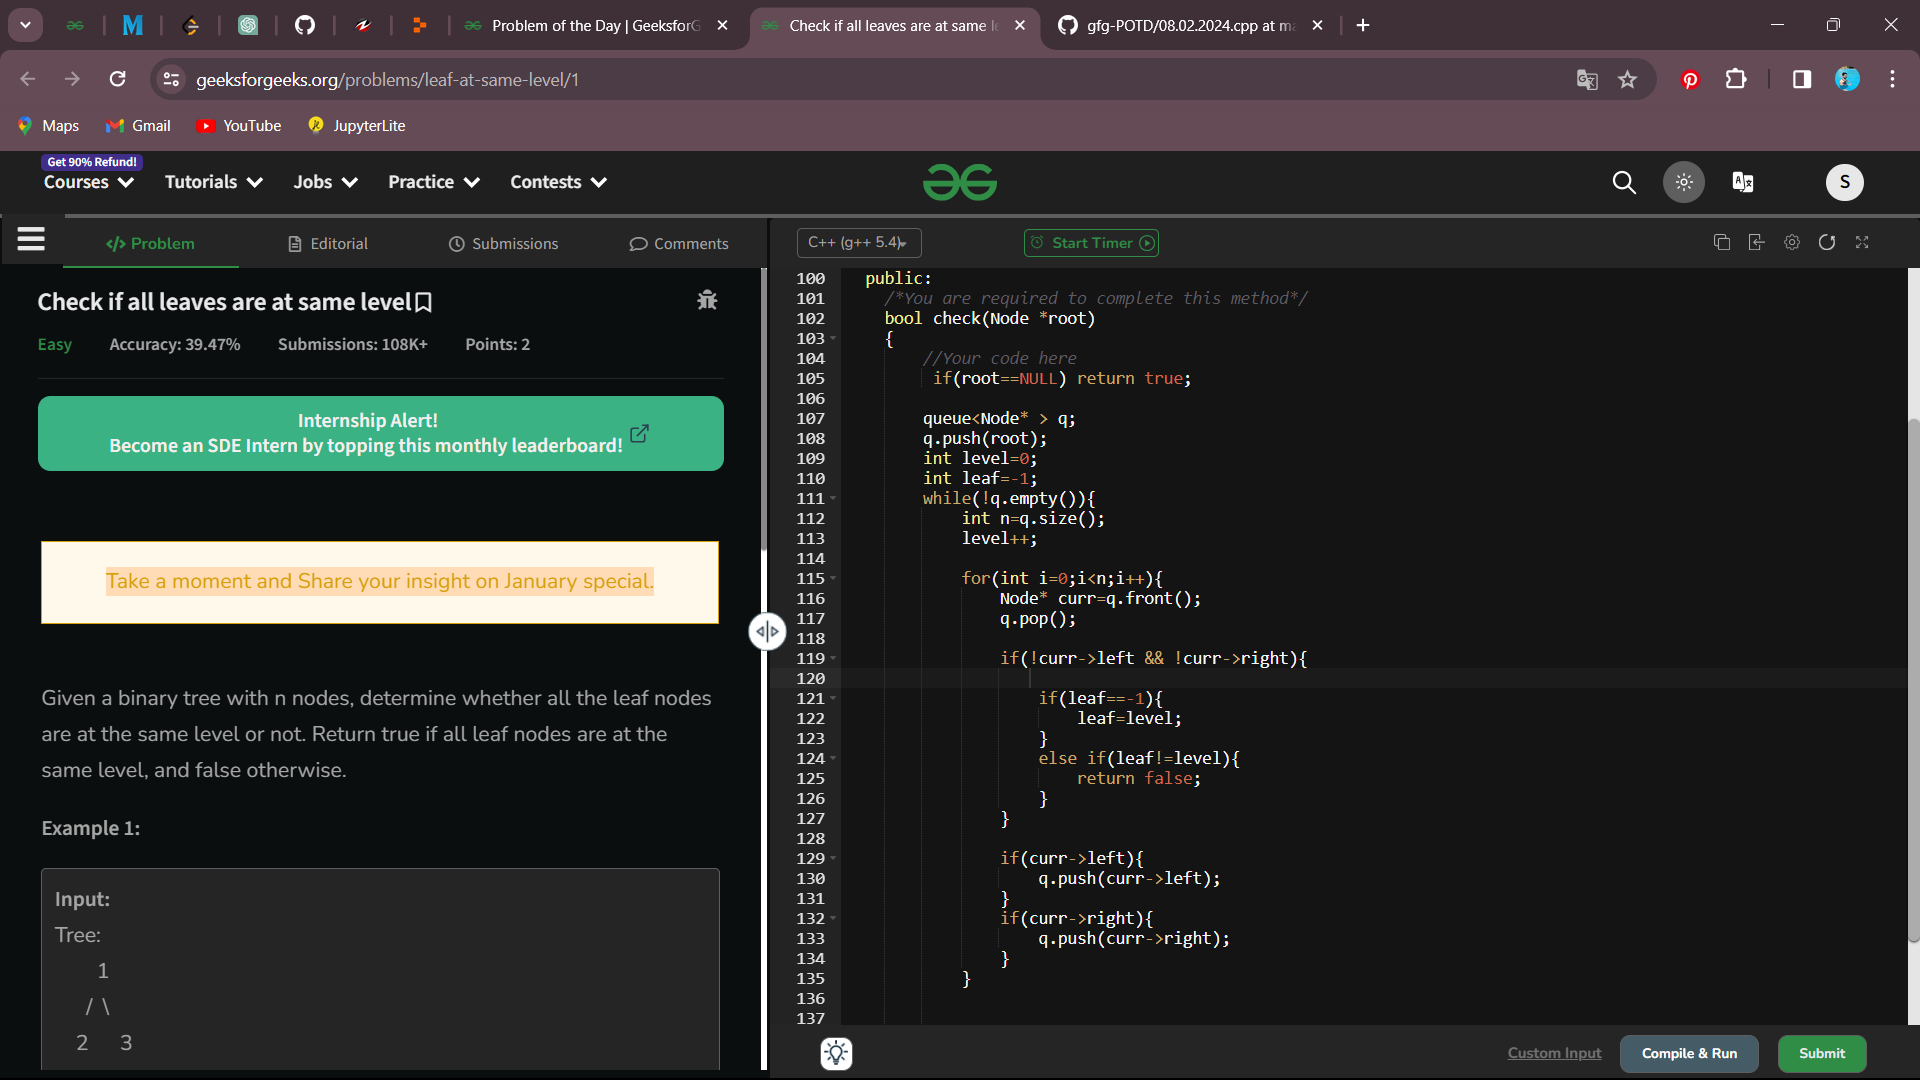 Problem of the Day | GeeksforG
Check if all leaves are at same le
gfg-POTD/08.02.2024.cpp at ma
geeksforgeeks.org/problems/leaf-at-same-level/1
Maps
Gmail
YouTube
JupyterLite
Get 90% Refund!
Courses
Tutorials
Jobs
Practice
Contests
S
</> Problem
Editorial
Submissions
Comments
C++ (g++ 5.4)
Start Timer
Check if all leaves are at same level
Easy
Accuracy: 39.47%
Submissions: 108K+
Points: 2
Internship Alert!
Become an SDE Intern by topping this monthly leaderboard!
Take a moment and Share your insight on January special.
Given a binary tree with n nodes, determine whether all the leaf nodes
are at the same level or not. Return true if all leaf nodes are at the
same level, and false otherwise.
Example 1:
Input:
Tree:
1
/ \
2 3
100 public:
101 /*You are required to complete this method*/
102 bool check(Node *root)
103 {
104 //Your code here
105 if(root==NULL) return true;
106
107 queue<Node* > q;
108 q.push(root);
109 int level=0;
110 int leaf=-1;
111 while(!q.empty()){
112 int n=q.size();
113 level++;
114
115 for(int i=0;i<n;i++){
116 Node* curr=q.front();
117 q.pop();
118
119 if(!curr->left && !curr->right){
120
121 if(leaf==-1){
122 leaf=level;
123 }
124 else if(leaf!=level){
125 return false;
126 }
127 }
128
129 if(curr->left){
130 q.push(curr->left);
131 }
132 if(curr->right){
133 q.push(curr->right);
134 }
135 }
136
137
Custom Input
Compile & Run
Submit